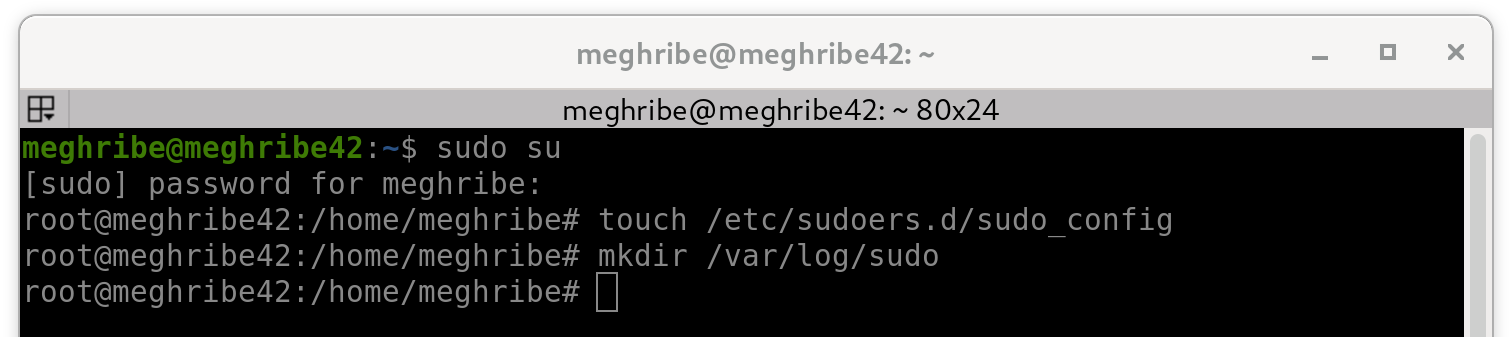 meghribe@meghribe42: ~
meghribe@meghribe42: ~ 80x24
meghribe@meghribe42:~$ sudo su
[sudo] password for meghribe:
root@meghribe42:/home/meghribe# touch /etc/sudoers.d/sudo_config
root@meghribe42:/home/meghribe# mkdir /var/log/sudo
root@meghribe42:/home/meghribe#